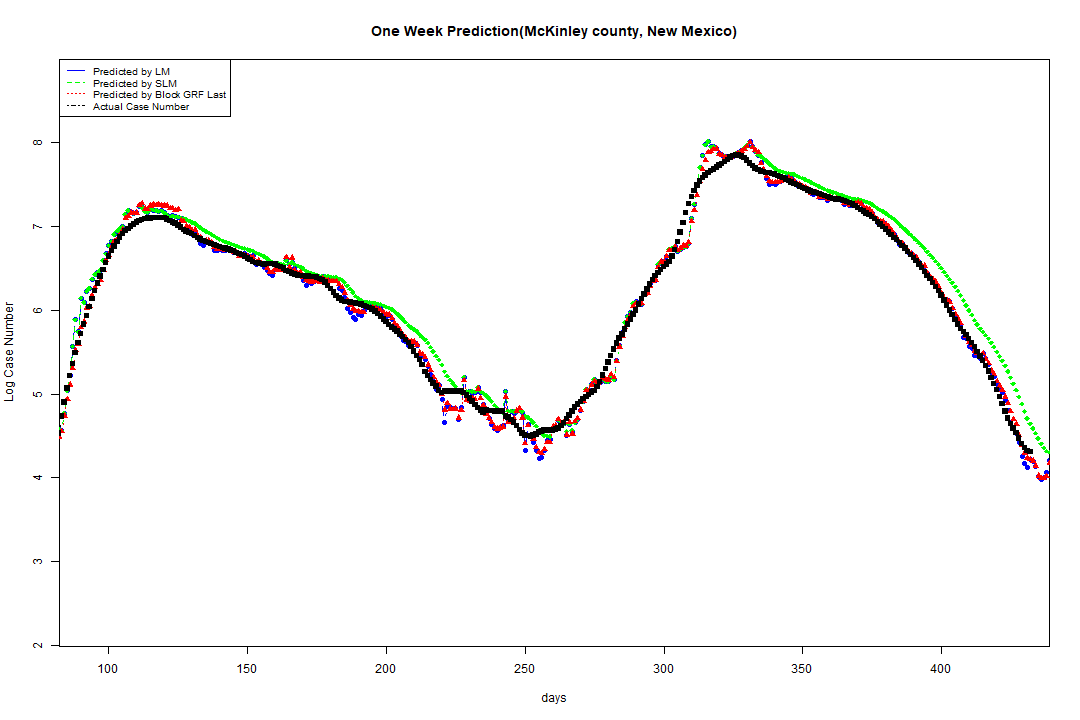 One Week Prediction(McKinley county, New Mexico)
Predicted by LM
Predicted by SLM
Predicted by Block GRF Last
Actual Case Number
Log Case Number
8
7
6
5
4
3
2
100 150 200 250 300 350 400
days